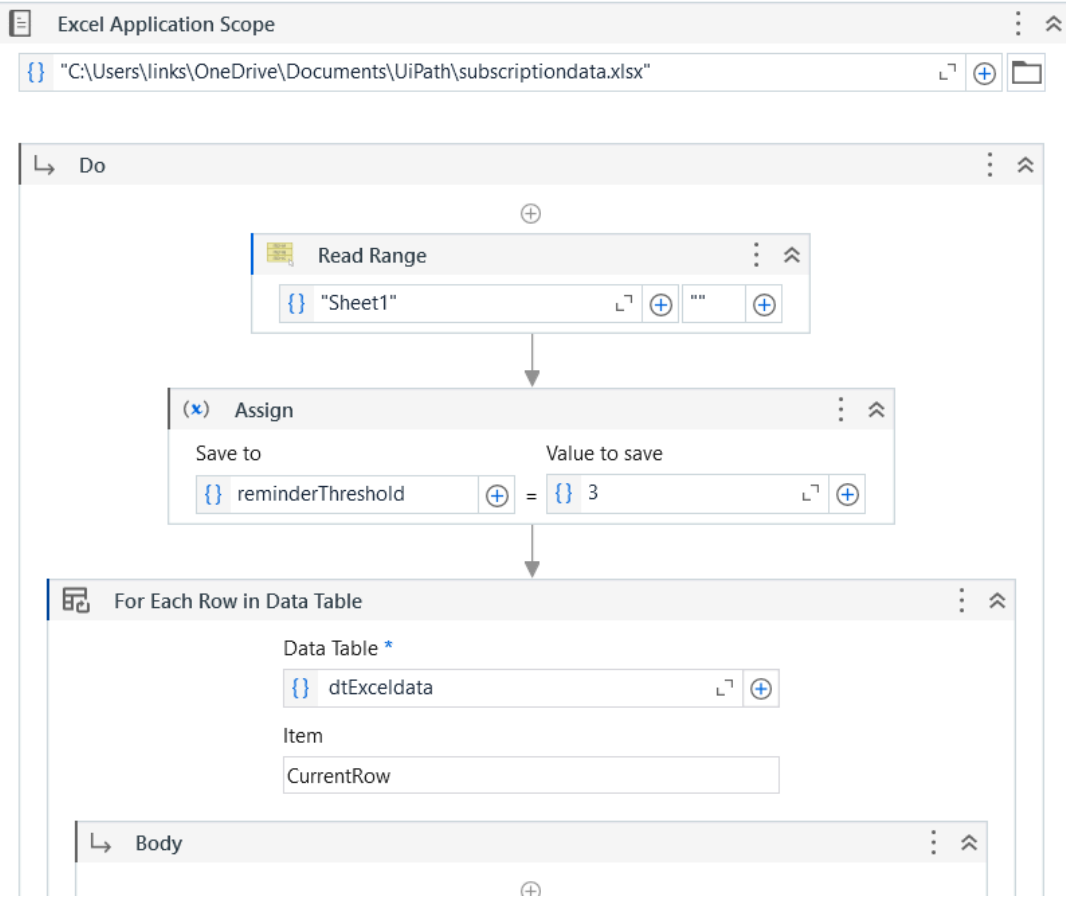 Excel Application Scope
{} "C:\Users\links\OneDrive\Documents\UiPath\subscriptiondata.xlsx"
Do
Read Range
{} "Sheet1" ""
(x) Assign
Save to Value to save
{} reminderThreshold = {} 3
For Each Row in Data Table
Data Table *
{} dtExceldata
Item
CurrentRow
Body